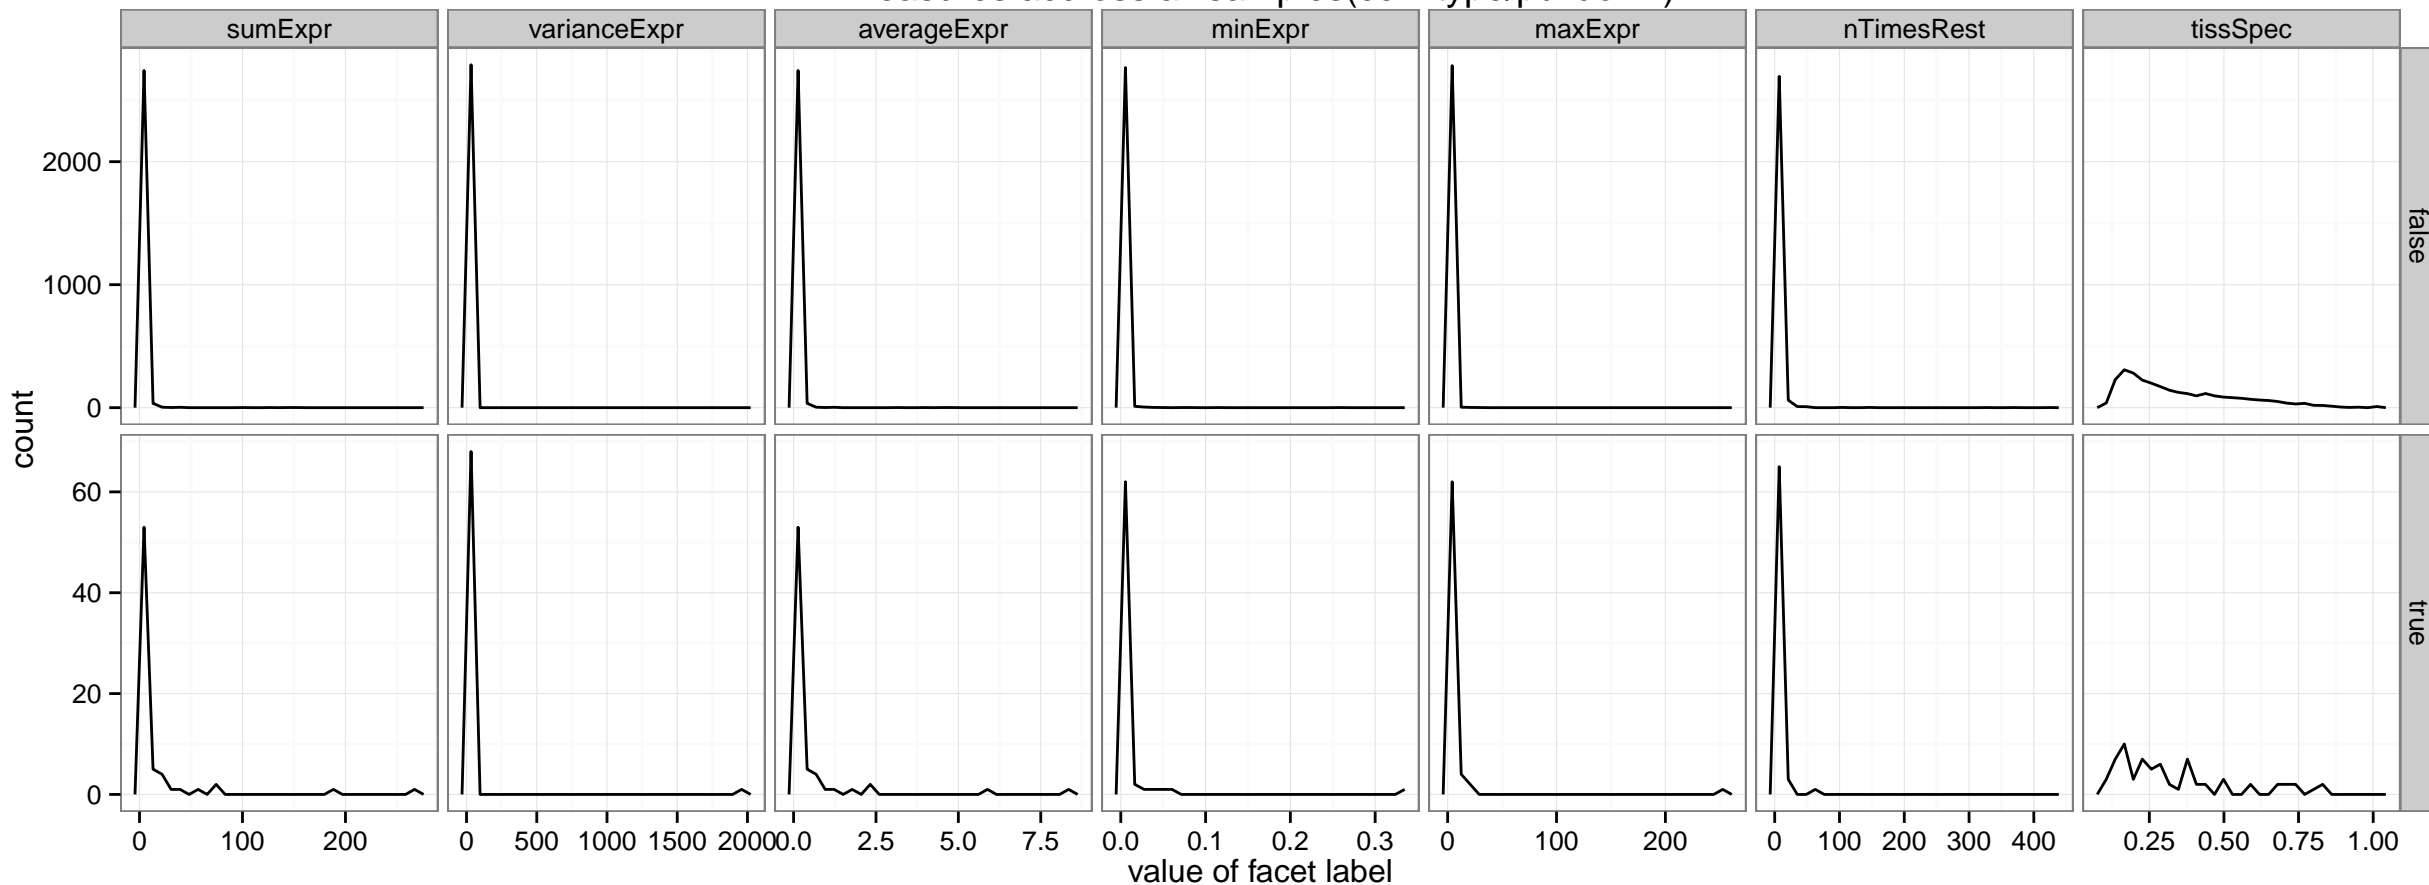 sumExpr varianceExpr averageExpr minExpr maxExpr nTimesRest tissSpec
2000
1000
0
false
count
60
40
20
0
true
0 100 200 0 500 1000 1500 2000 0.0 2.5 5.0 7.5 0.0 0.1 0.2 0.3 0 100 200 0 100 200 300 400 0.25 0.50 0.75 1.00
value of facet label